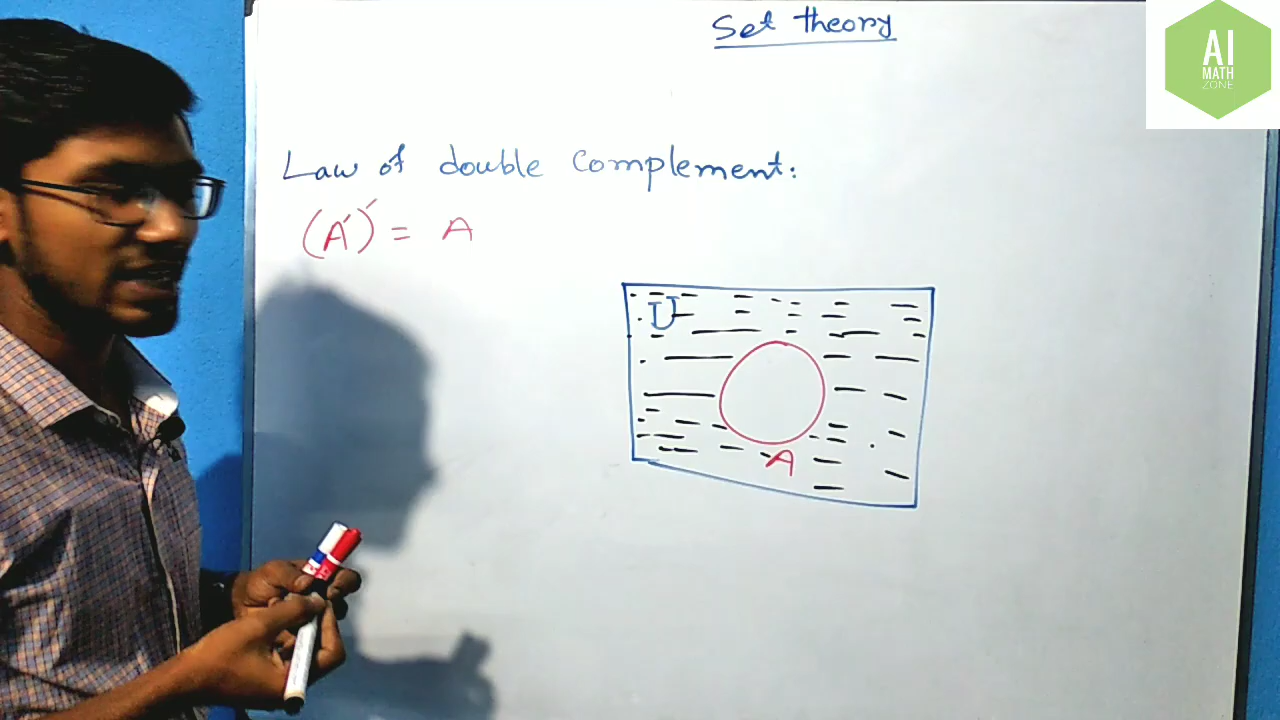 Set theory
AI
MATH
ZONE
Law of double complement:
(A′)′ = A
U
A